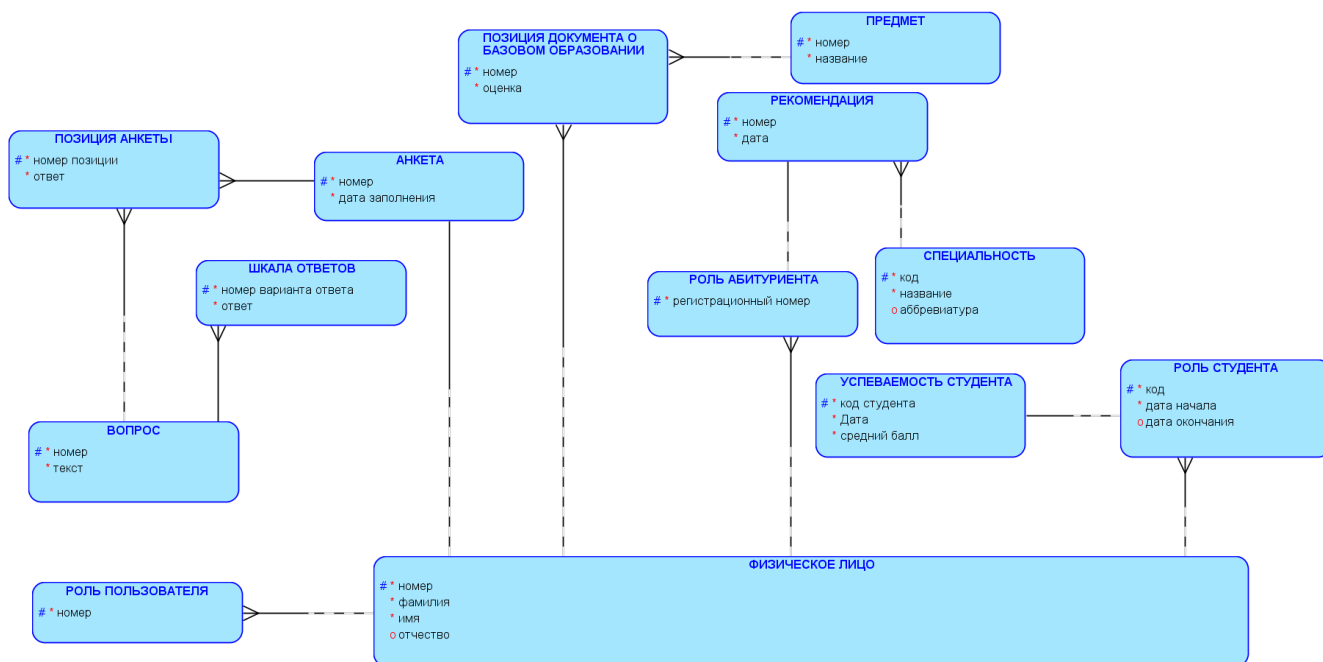 ПРЕДМЕТ
# * номер
* название
ПОЗИЦИЯ ДОКУМЕНТА О
БАЗОВОМ ОБРАЗОВАНИИ
# * номер
* оценка
РЕКОМЕНДАЦИЯ
# * номер
* дата
ПОЗИЦИЯ АНКЕТЫ
# * номер позиции
* ответ
АНКЕТА
# * номер
* дата заполнения
СПЕЦИАЛЬНОСТЬ
# * код
* название
o аббревиатура
ШКАЛА ОТВЕТОВ
# * номер варианта ответа
* ответ
РОЛЬ АБИТУРИЕНТА
# * регистрационный номер
РОЛЬ СТУДЕНТА
# * код
* дата начала
o дата окончания
УСПЕВАЕМОСТЬ СТУДЕНТА
# * код студента
* Дата
* средний балл
ВОПРОС
# * номер
* текст
ФИЗИЧЕСКОЕ ЛИЦО
# * номер
* фамилия
* имя
o отчество
РОЛЬ ПОЛЬЗОВАТЕЛЯ
# * номер